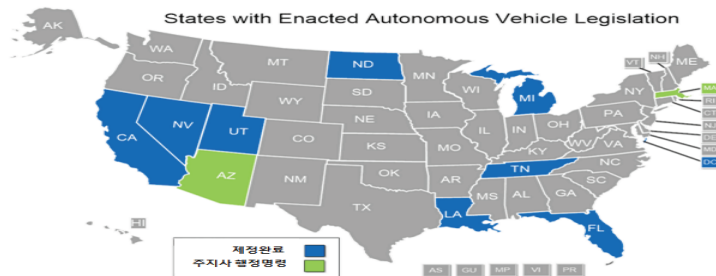 States with Enacted Autonomous Vehicle Legislation
AK
WA
MT
ND
MN
VT
NH
ME
OR
ID
SD
WI
MI
NY
MA
RI
WY
CT
NV
NE
IA
PA
NJ
CA
UT
CO
IL
IN
OH
DE
KS
MO
KY
WV
VA
MD
DC
AZ
NM
OK
AR
TN
NC
SC
TX
MS
AL
GA
LA
FL
HI
제정완료
주지사 행정명령
AS
GU
MP
VI
PR